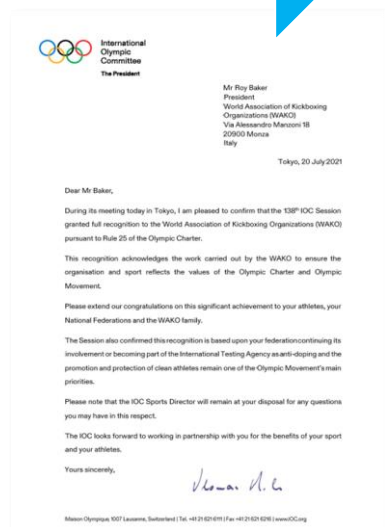 International
Olympic
Committee
The President
Mr Roy Baker
President
World Association of Kickboxing
Organizations (WAKO)
Via Alessandro Manzoni 18
20900 Monza
Italy
Tokyo, 20 July 2021
Dear Mr Baker,
During its meeting today in Tokyo, I am pleased to confirm that the 138th IOC Session
granted full recognition to the World Association of Kickboxing Organizations (WAKO)
pursuant to Rule 25 of the Olympic Charter.
This recognition acknowledges the work carried out by the WAKO to ensure the
organisation and sport reflects the values of the Olympic Charter and Olympic
Movement.
Please extend our congratulations on this significant achievement to your athletes, your
National Federations and the WAKO family.
The Session also confirmed this recognition is based upon your federation continuing its
involvement or becoming part of the International Testing Agency as anti-doping and the
promotion and protection of clean athletes remain one of the Olympic Movement's main
priorities.
Please note that the IOC Sports Director will remain at your disposal for any questions
you may have in this respect.
The IOC looks forward to working in partnership with you for the benefits of your sport
and your athletes.
Yours sincerely,
Maison Olympique, 1007 Lausanne, Switzerland | Tel. +41 21 621 6111 | Fax +41 21 621 6216 | www.IOC.org